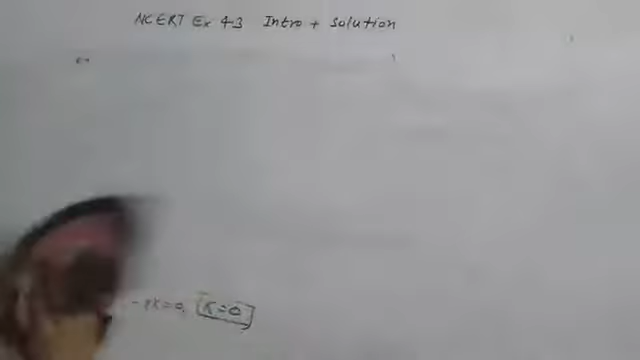 NCERT Ex 4.3 Intro + Solution
K=0